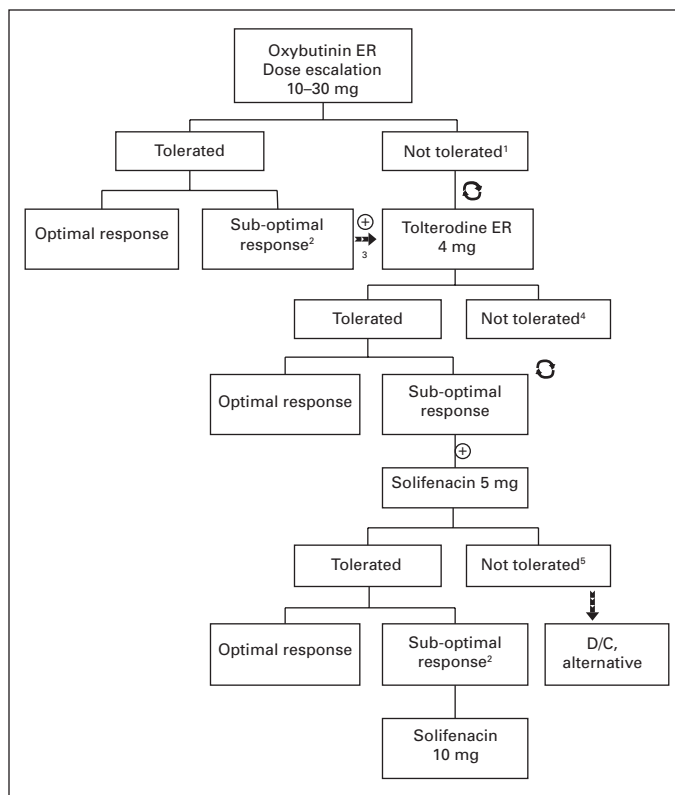 Oxybutinin ER
Dose escalation
10–30 mg
Tolerated
Not tolerated¹
Optimal response
Sub-optimal
response²
+
3
Tolterodine ER
4 mg
Tolerated
Not tolerated⁴
Optimal response
Sub-optimal
response
+
Solifenacin 5 mg
Tolerated
Not tolerated⁵
Optimal response
Sub-optimal
response²
D/C,
alternative
Solifenacin
10 mg